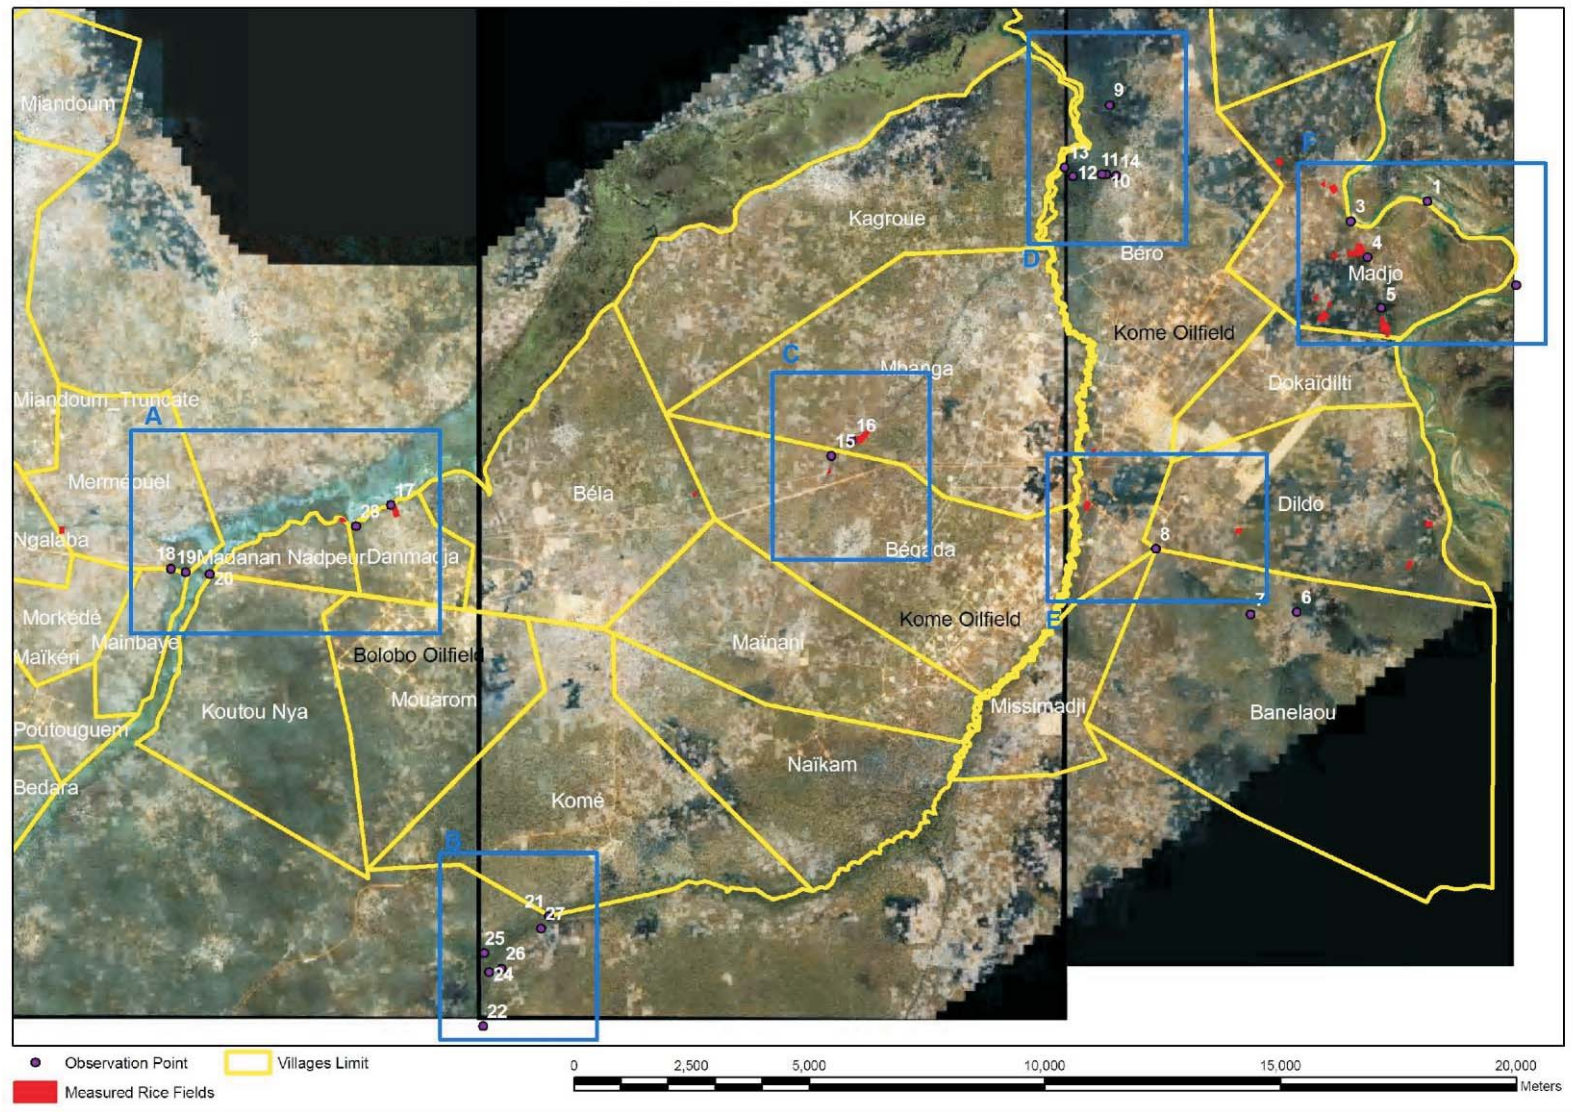 Miandoum
9
13
11
14
12
10
F
1
3
Kagroue
4
D
Béro
Madjo
5
Kome Oilfield
C
Mbanga
Dokaïdilti
Miandoum_Truncate
A
16
15
Mermeouel
17
Béla
Dildo
28
Ngalaba
8
Bégada
18
19
Madanan Nadpeur
Danmadja
20
7
6
Morkédé
Kome Oilfield
E
Mainbaye
Maïnani
Maïkéri
Bolobo Oilfield
Mouarom
Missimadji
Koutou Nya
Banelaou
Poutouguem
Naïkam
Bedara
Komé
B
21
27
25
26
24
22
Observation Point
Villages Limit
Measured Rice Fields
0 2,500 5,000 10,000 15,000 20,000
Meters